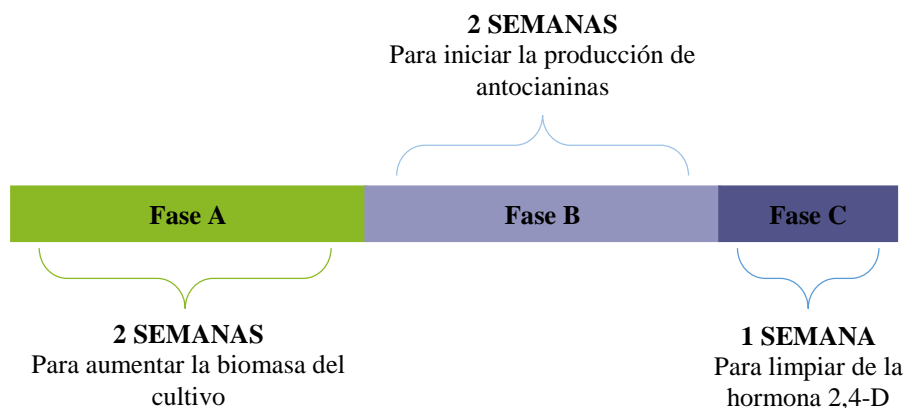 2 SEMANAS
Para iniciar la producción de
antocianinas
Fase A
Fase B
Fase C
2 SEMANAS
Para aumentar la biomasa del
cultivo
1 SEMANA
Para limpiar de la
hormona 2,4-D